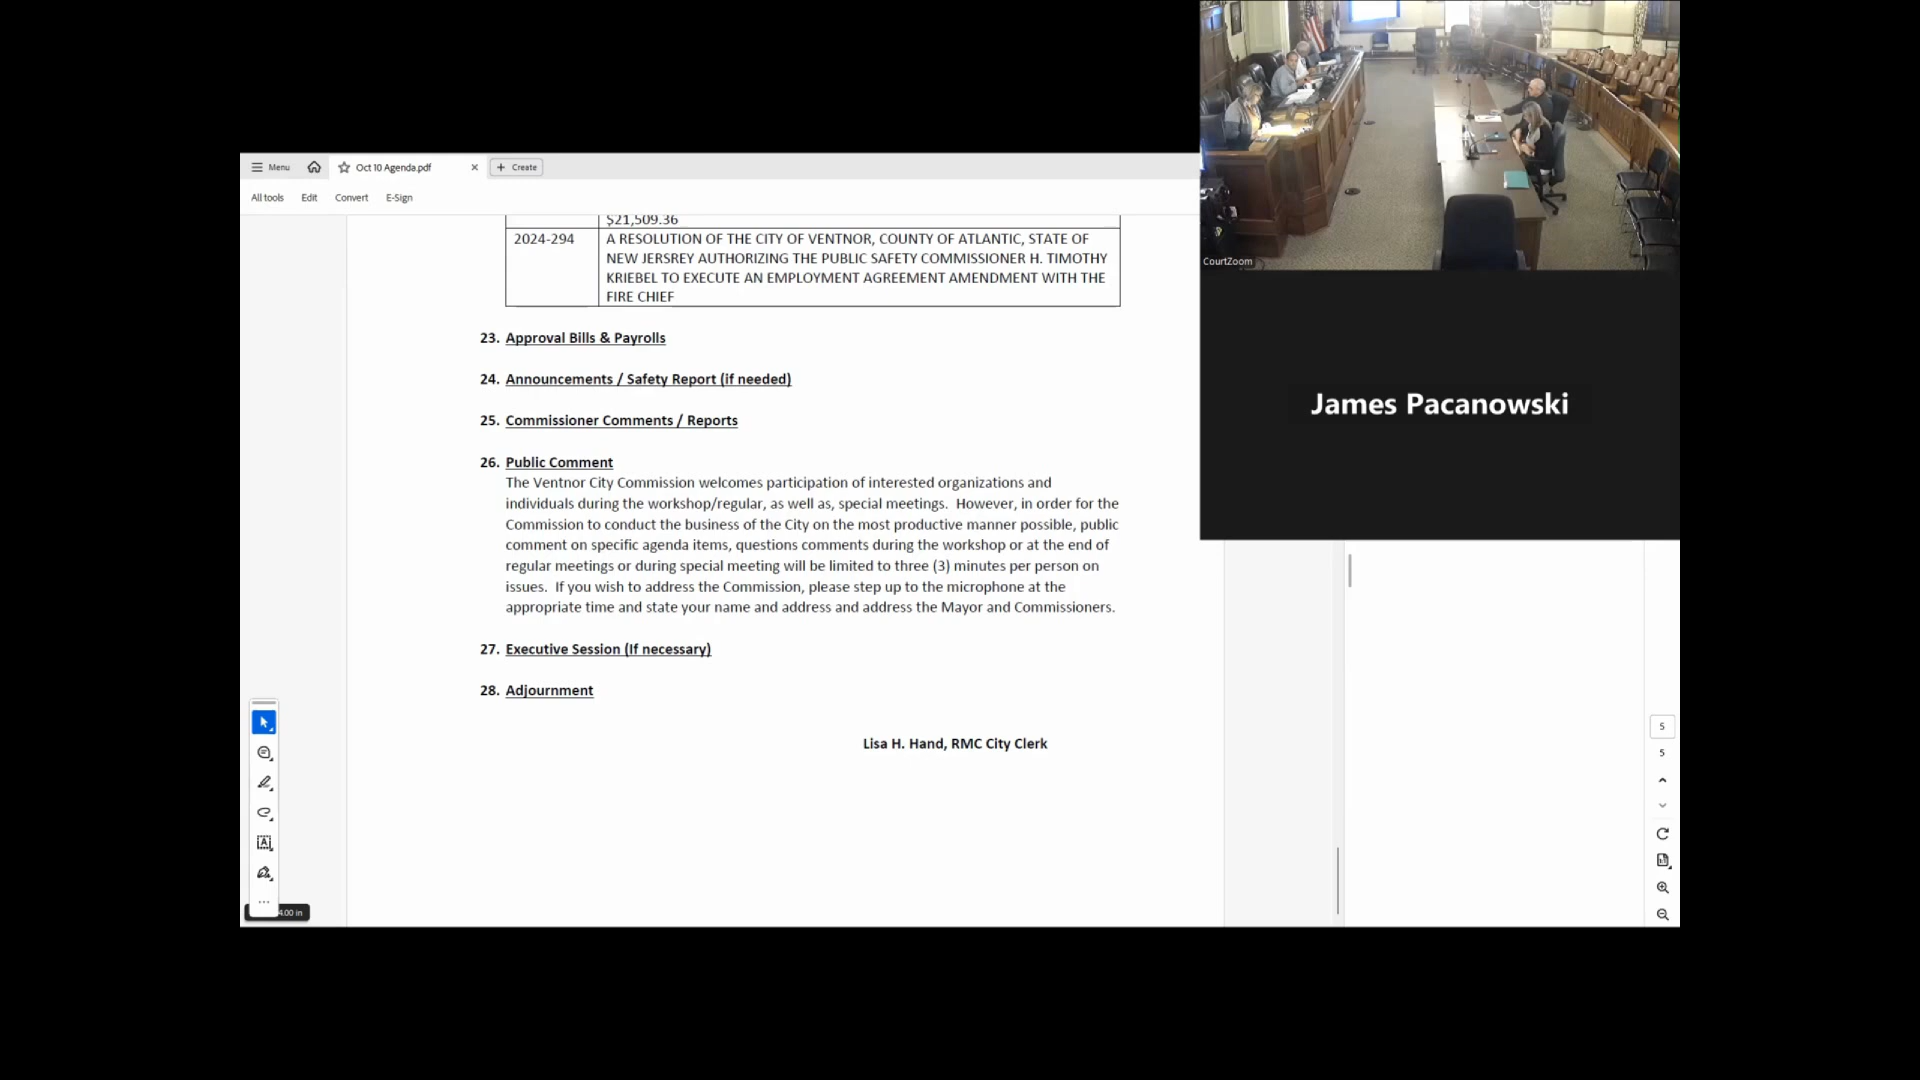 Menu
Oct 10 Agenda.pdf
Create
All tools
Edit
Convert
E-Sign
$21,509.36
2024-294
A RESOLUTION OF THE CITY OF VENTNOR, COUNTY OF ATLANTIC, STATE OF
NEW JERSREY AUTHORIZING THE PUBLIC SAFETY COMMISSIONER H. TIMOTHY
KRIEBEL TO EXECUTE AN EMPLOYMENT AGREEMENT AMENDMENT WITH THE
FIRE CHIEF
23. Approval Bills & Payrolls
24. Announcements / Safety Report (if needed)
25. Commissioner Comments / Reports
26. Public Comment
The Ventnor City Commission welcomes participation of interested organizations and
individuals during the workshop/regular, as well as, special meetings. However, in order for the
Commission to conduct the business of the City on the most productive manner possible, public
comment on specific agenda items, questions comments during the workshop or at the end of
regular meetings or during special meeting will be limited to three (3) minutes per person on
issues. If you wish to address the Commission, please step up to the microphone at the
appropriate time and state your name and address and address the Mayor and Commissioners.
27. Executive Session (If necessary)
28. Adjournment
Lisa H. Hand, RMC City Clerk
4.00 in
CourtZoom
James Pacanowski
5
5